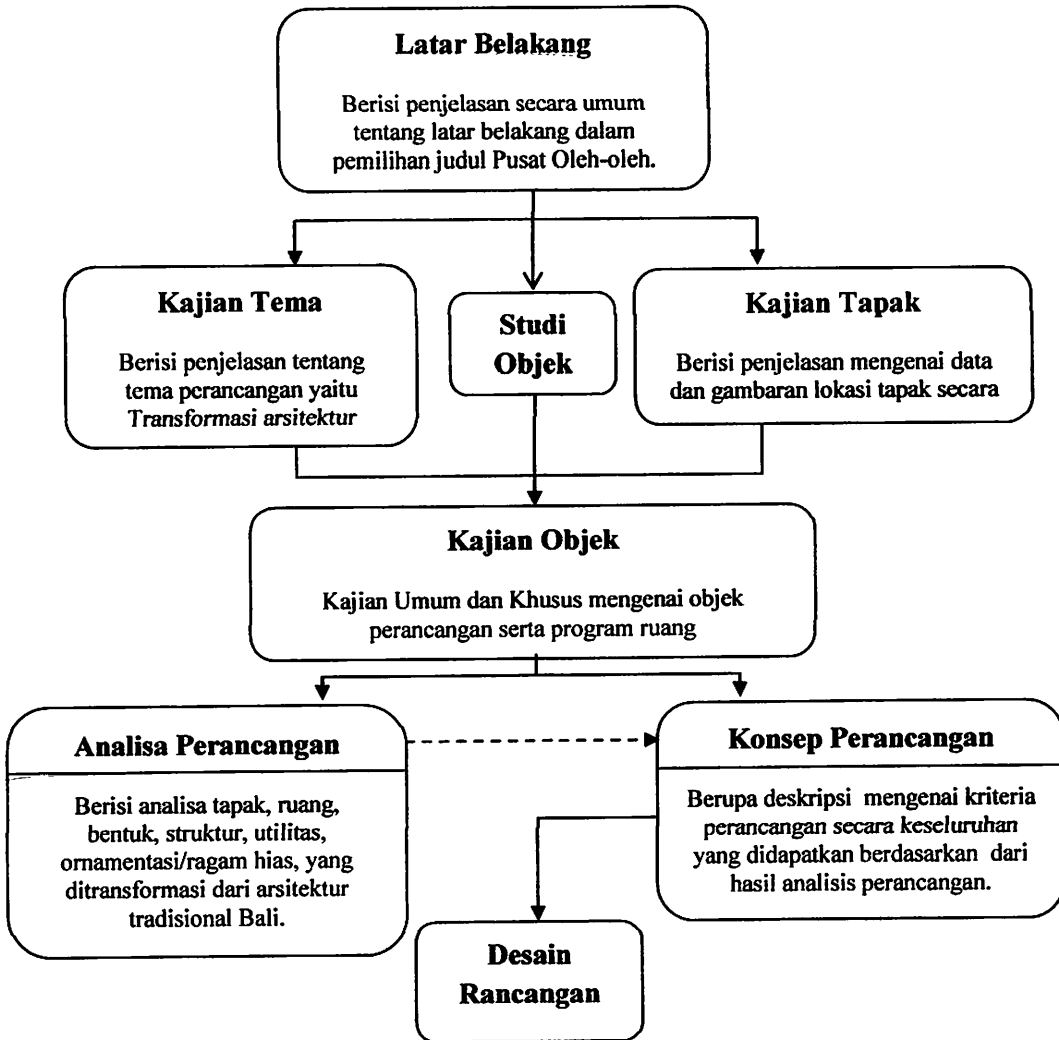 Latar Belakang
Berisi penjelasan secara umum
tentang latar belakang dalam
pemilihan judul Pusat Oleh-oleh.
Kajian Tema
Berisi penjelasan tentang
tema perancangan yaitu
Transformasi arsitektur
Studi
Objek
Kajian Tapak
Berisi penjelasan mengenai data
dan gambaran lokasi tapak secara
Kajian Objek
Kajian Umum dan Khusus mengenai objek
perancangan serta program ruang
Analisa Perancangan
Berisi analisa tapak, ruang,
bentuk, struktur, utilitas,
ornamentasi/ragam hias, yang
ditransformasi dari arsitektur
tradisional Bali.
Konsep Perancangan
Berupa deskripsi mengenai kriteria
perancangan secara keseluruhan
yang didapatkan berdasarkan dari
hasil analisis perancangan.
Desain
Rancangan